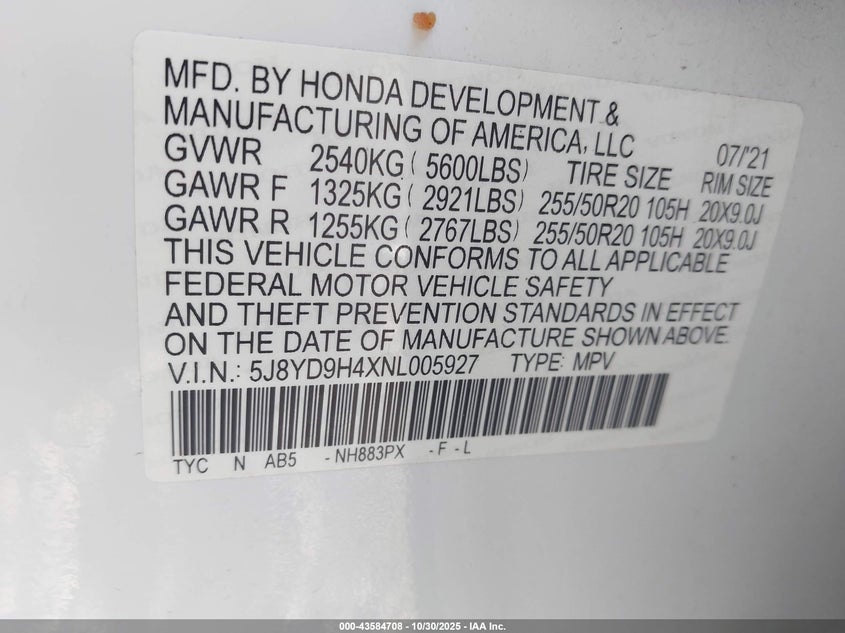 MFD. BY HONDA DEVELOPMENT &
MANUFACTURING OF AMERICA, LLC 07/'21
GVWR 2540KG ( 5600LBS) TIRE SIZE RIM SIZE
GAWR F 1325KG ( 2921LBS) 255/50R20 105H 20X9.0J
GAWR R 1255KG ( 2767LBS) 255/50R20 105H 20X9.0J
THIS VEHICLE CONFORMS TO ALL APPLICABLE
FEDERAL MOTOR VEHICLE SAFETY
AND THEFT PREVENTION STANDARDS IN EFFECT
ON THE DATE OF MANUFACTURE SHOWN ABOVE.
V.I.N.: 5J8YD9H4XNL005927 TYPE: MPV
TYC N AB5 - NH883PX - F - L
000-43584708 - 10/30/2025 - IAA Inc.